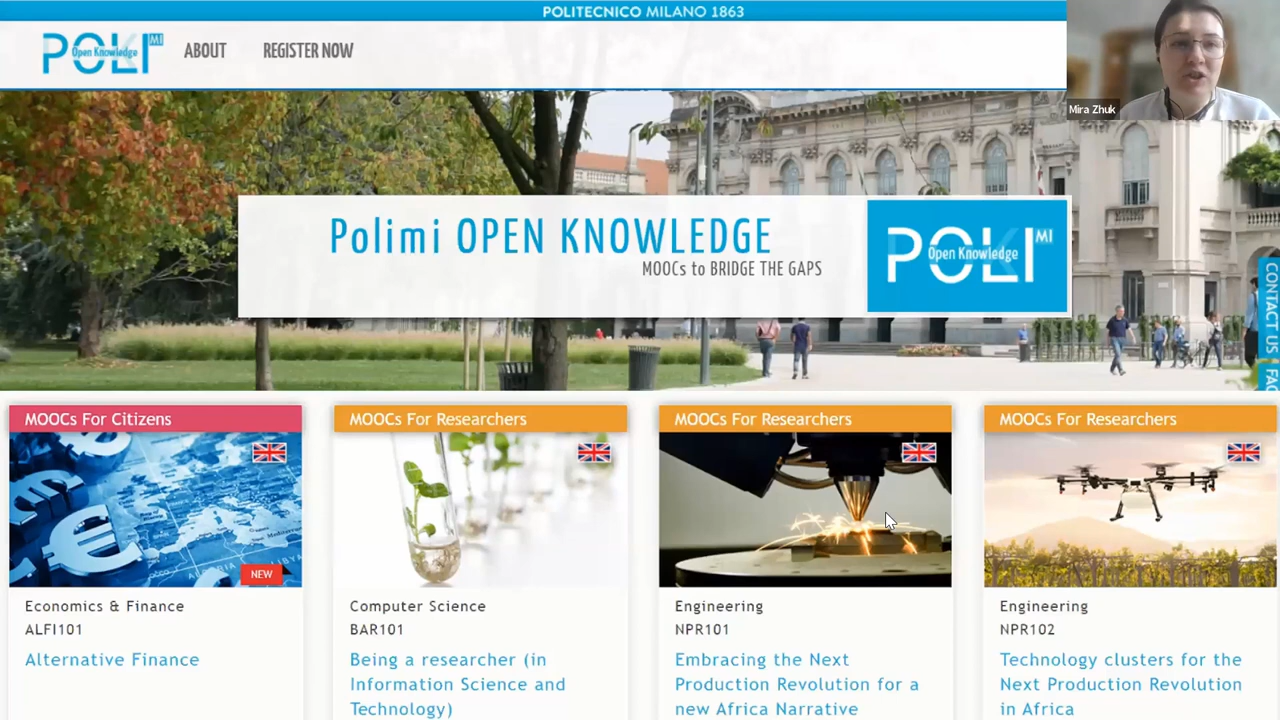 POLITECNICO MILANO 1863
POLI MI
Open Knowledge
ABOUT
REGISTER NOW
Mira Zhuk
Polimi OPEN KNOWLEDGE
MOOCs to BRIDGE THE GAPS
POLI MI
Open Knowledge
CONTACT US
FAQ
MOOCs For Citizens
NEW
Economics & Finance
ALFI101
Alternative Finance
MOOCs For Researchers
Computer Science
BAR101
Being a researcher (in
Information Science and
Technology)
MOOCs For Researchers
Engineering
NPR101
Embracing the Next
Production Revolution for a
new Africa Narrative
MOOCs For Researchers
Engineering
NPR102
Technology clusters for the
Next Production Revolution
in Africa